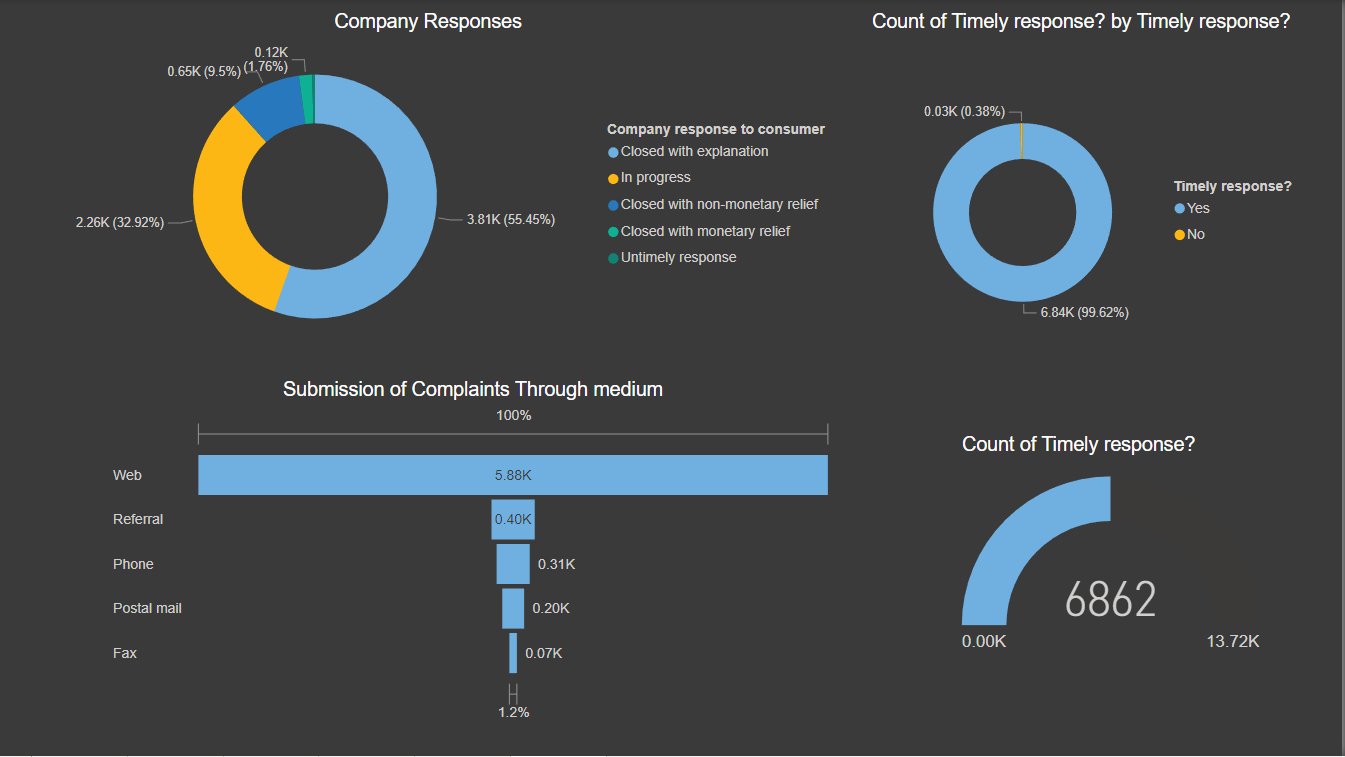 Company Responses
0.12K
(1.76%)
0.65K (9.5%)
2.26K (32.92%)
3.81K (55.45%)
Company response to consumer
Closed with explanation
In progress
Closed with non-monetary relief
Closed with monetary relief
Untimely response
Count of Timely response? by Timely response?
0.03K (0.38%)
6.84K (99.62%)
Timely response?
Yes
No
Submission of Complaints Through medium
100%
Web
5.88K
Referral
0.40K
Phone
0.31K
Postal mail
0.20K
Fax
0.07K
1.2%
Count of Timely response?
6862
0.00K
13.72K